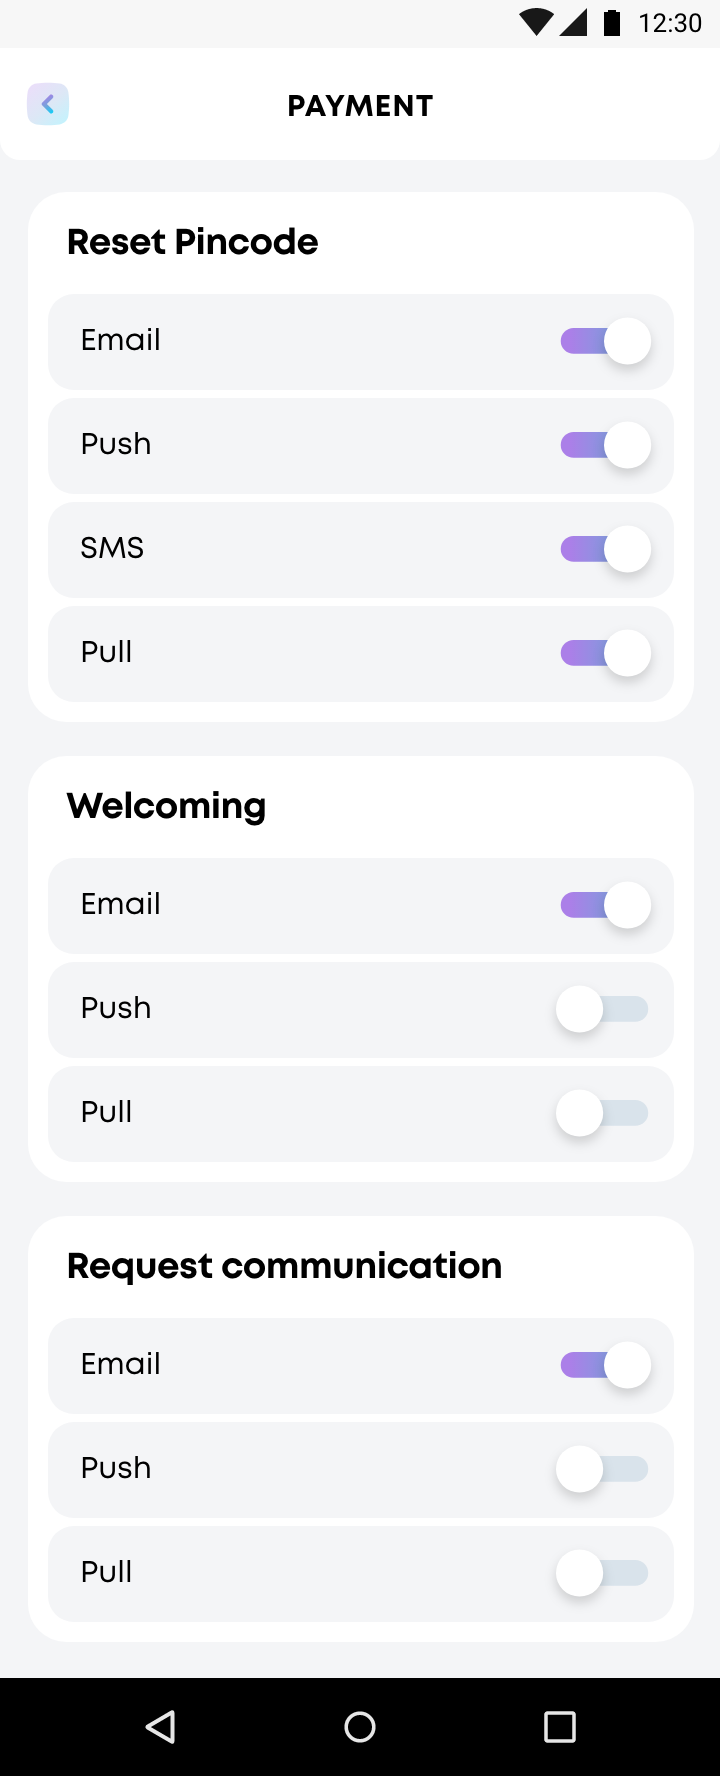 12:30
PAYMENT
Reset Pincode
Email
Push
SMS
Pull
Welcoming
Email
Push
Pull
Request communication
Email
Push
Pull